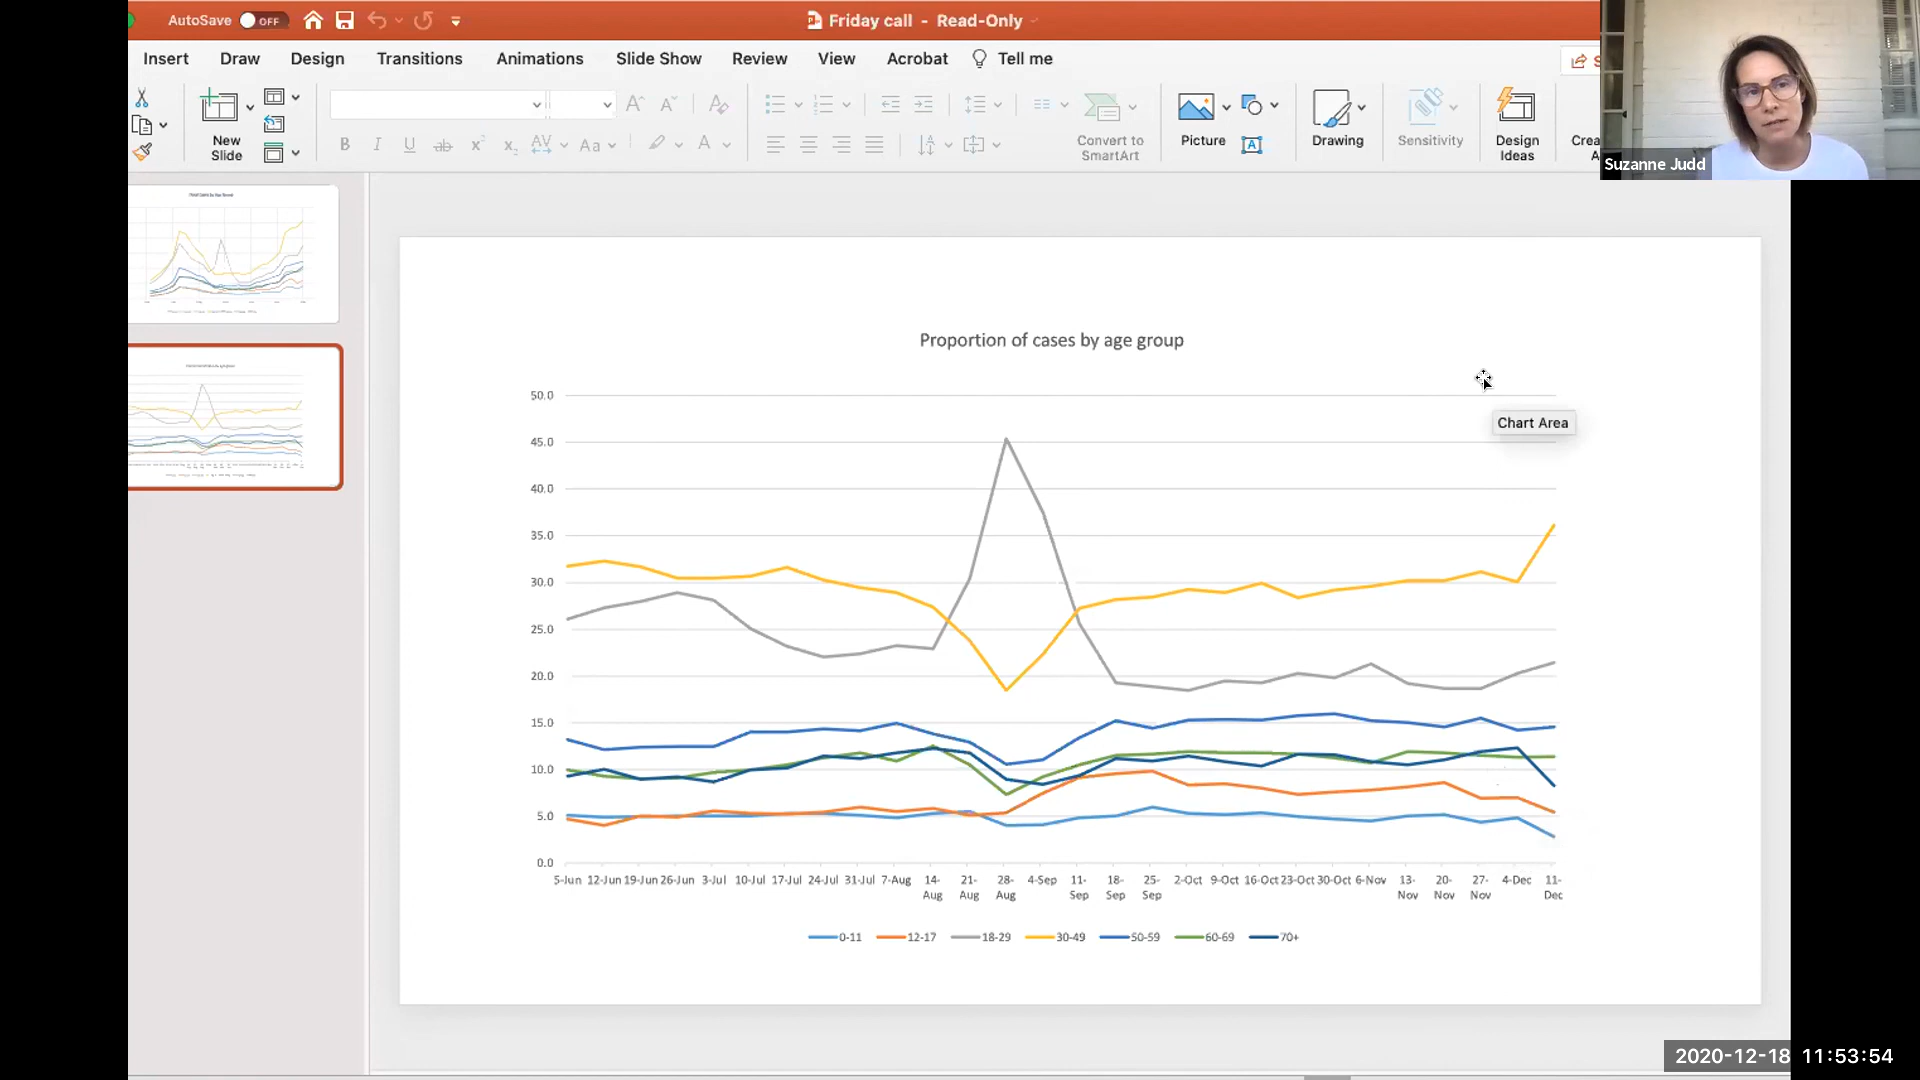 AutoSave OFF
Friday call - Read-Only
Insert Draw Design Transitions Animations Slide Show Review View Acrobat Tell me
New
Slide
B I U ab x² x₂ AV Aa A
Convert to
SmartArt
Picture
Drawing
Sensitivity
Design
Ideas
Suzanne Judd
Proportion of cases by age group
Chart Area
50.0
45.0
40.0
35.0
30.0
25.0
20.0
15.0
10.0
5.0
0.0
5-Jun 12-Jun 19-Jun 26-Jun 3-Jul 10-Jul 17-Jul 24-Jul 31-Jul 7-Aug 14-Aug 21-Aug 28-Aug 4-Sep 11-Sep 18-Sep 25-Sep 2-Oct 9-Oct 16-Oct 23-Oct 30-Oct 6-Nov 13-Nov 20-Nov 27-Nov 4-Dec 11-Dec
0-11 12-17 18-29 30-49 50-59 60-69 70+
2020-12-18 11:53:54